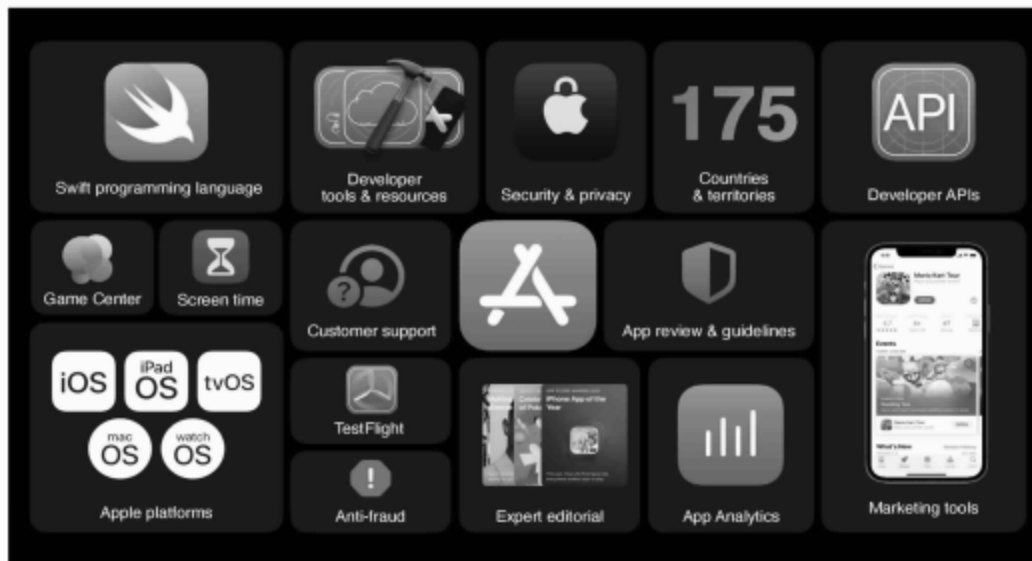 Swift programming language
Developer
tools & resources
Security & privacy
175
Countries
& territories
API
Developer APIs
Game Center
Screen time
?
Customer support
App review & guidelines
iOS
iPad
OS
tvOS
mac
OS
watch
OS
Apple platforms
TestFlight
!
Anti-fraud
iPhone App of the
Year
Expert editorial
App Analytics
Mario Kart Tour
Events
What's New
Marketing tools